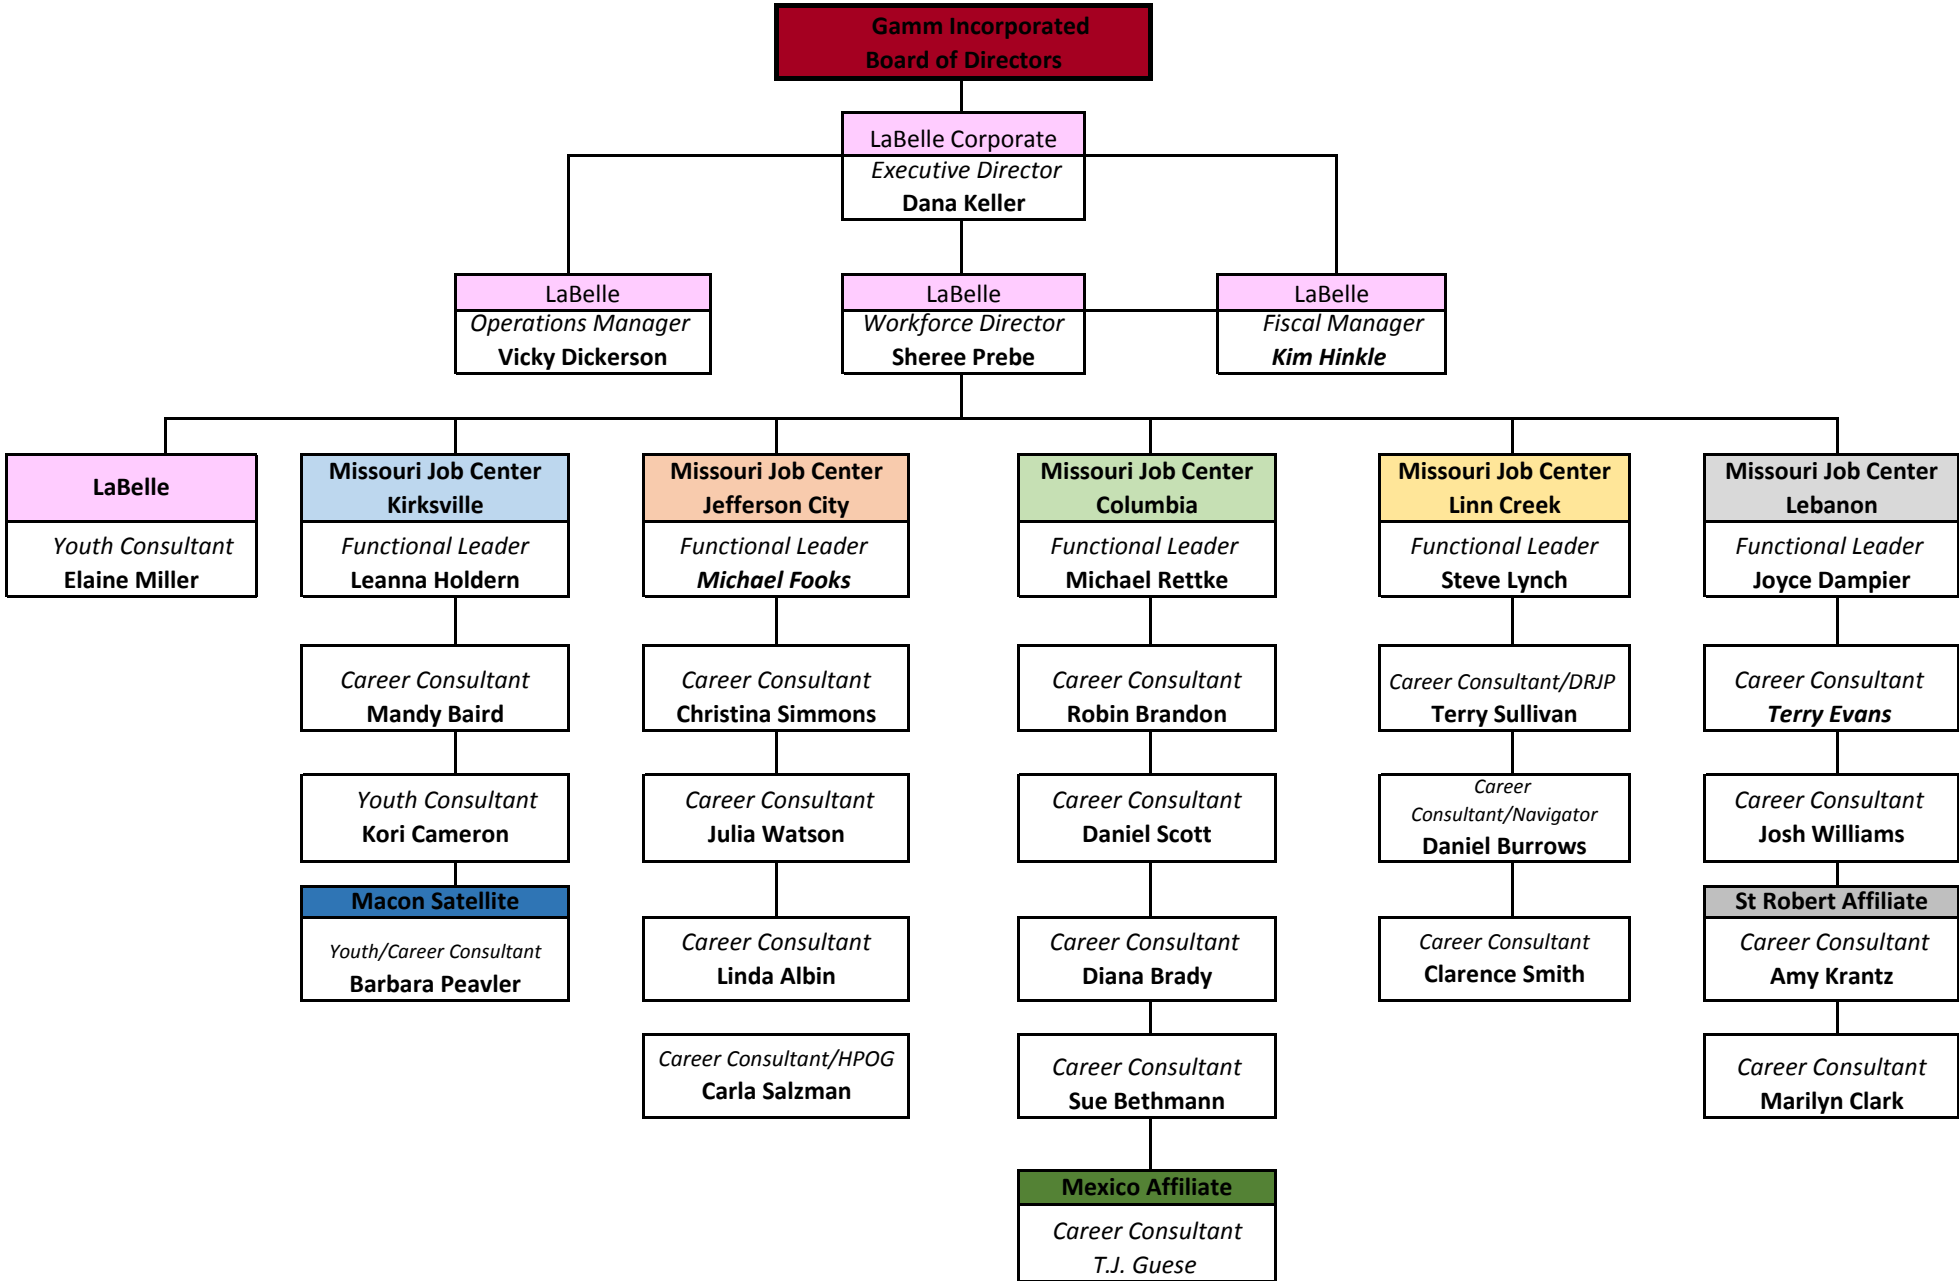 Gamm Incorporated
Board of Directors
LaBelle Corporate
Executive Director
Dana Keller
LaBelle
Operations Manager
Vicky Dickerson
LaBelle
Workforce Director
Sheree Prebe
LaBelle
Fiscal Manager
Kim Hinkle
LaBelle
Youth Consultant
Elaine Miller
Missouri Job Center
Kirksville
Functional Leader
Leanna Holdern
Career Consultant
Mandy Baird
Youth Consultant
Kori Cameron
Macon Satellite
Youth/Career Consultant
Barbara Peavler
Missouri Job Center
Jefferson City
Functional Leader
Michael Fooks
Career Consultant
Christina Simmons
Career Consultant
Julia Watson
Career Consultant
Linda Albin
Career Consultant/HPOG
Carla Salzman
Missouri Job Center
Columbia
Functional Leader
Michael Rettke
Career Consultant
Robin Brandon
Career Consultant
Daniel Scott
Career Consultant
Diana Brady
Career Consultant
Sue Bethmann
Mexico Affiliate
Career Consultant
T.J. Guese
Missouri Job Center
Linn Creek
Functional Leader
Steve Lynch
Career Consultant/DRJP
Terry Sullivan
Career
Consultant/Navigator
Daniel Burrows
Career Consultant
Clarence Smith
Missouri Job Center
Lebanon
Functional Leader
Joyce Dampier
Career Consultant
Terry Evans
Career Consultant
Josh Williams
St Robert Affiliate
Career Consultant
Amy Krantz
Career Consultant
Marilyn Clark